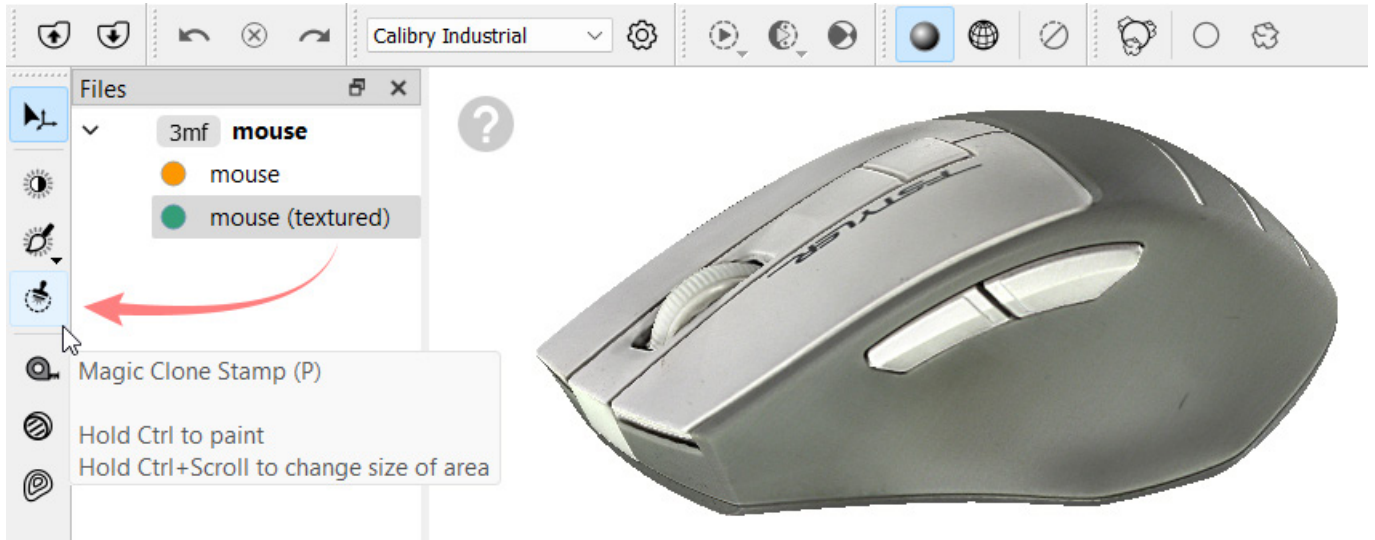 Calibry Industrial
Files
3mf mouse
mouse
mouse (textured)
?
FSTYLER
Magic Clone Stamp (P)
Hold Ctrl to paint
Hold Ctrl+Scroll to change size of area